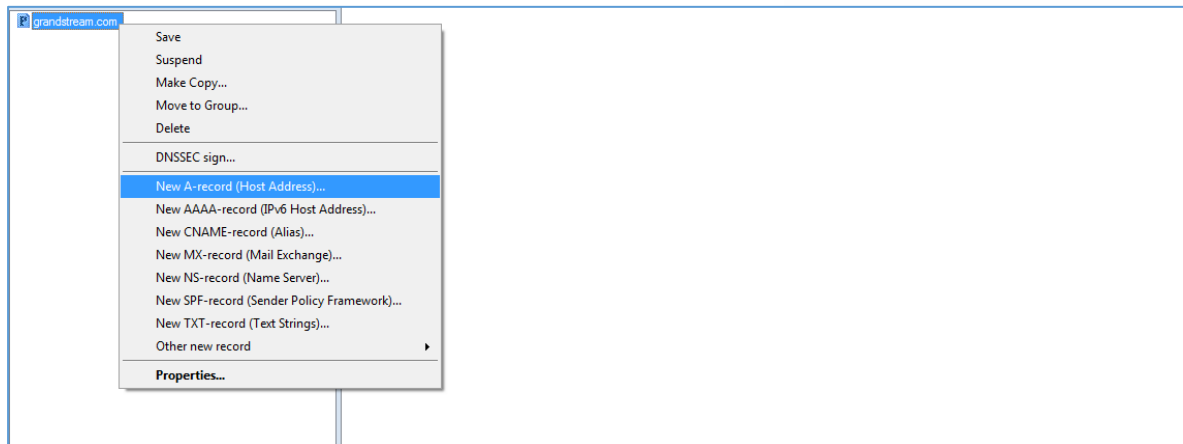 grandstream.com
Save
Suspend
Make Copy...
Move to Group...
Delete
DNSSEC sign...
New A-record (Host Address)...
New AAAA-record (IPv6 Host Address)...
New CNAME-record (Alias)...
New MX-record (Mail Exchange)...
New NS-record (Name Server)...
New SPF-record (Sender Policy Framework)...
New TXT-record (Text Strings)...
Other new record
Properties...